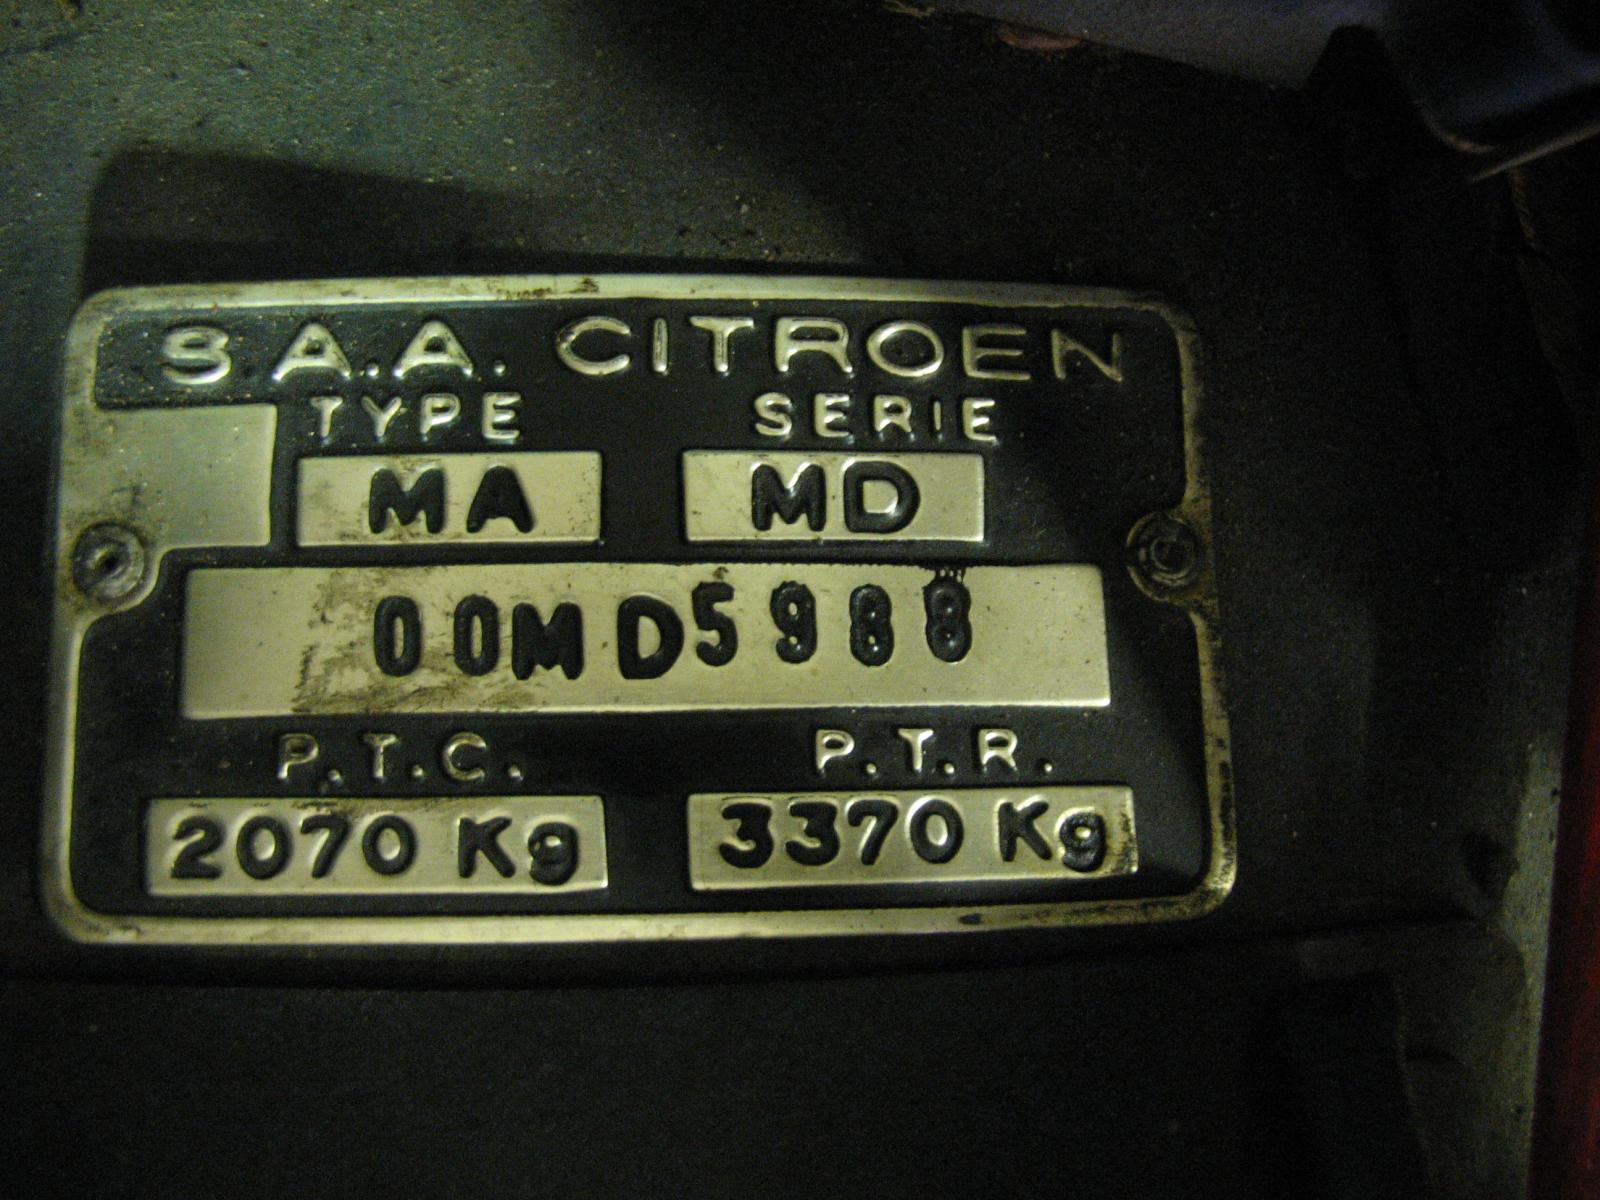 S.A.A. CITROEN
TYPE SERIE
MA MD
00MD5988
P.T.C. P.T.R.
2070 Kg 3370 Kg